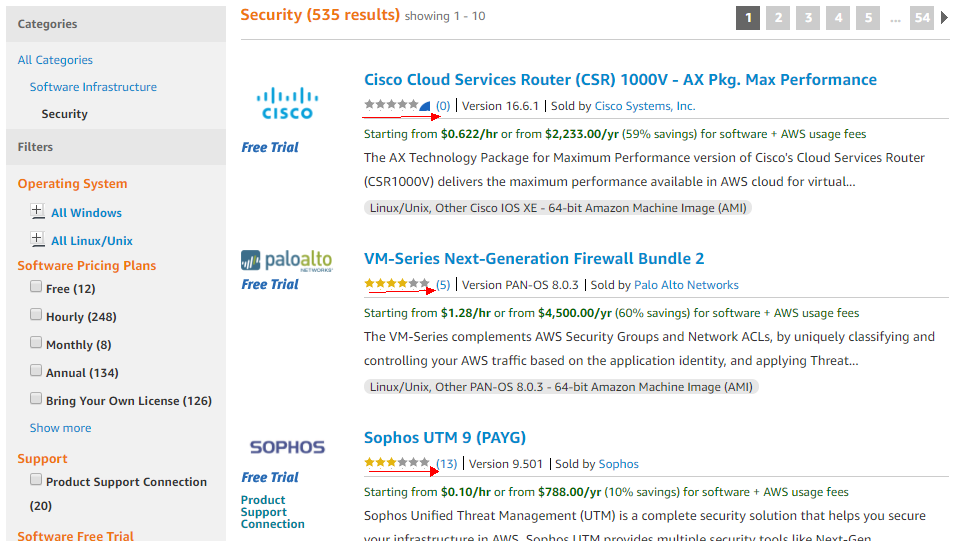 Categories
All Categories
Software Infrastructure
Security
Filters
Operating System
All Windows
All Linux/Unix
Software Pricing Plans
Free (12)
Hourly (248)
Monthly (8)
Annual (134)
Bring Your Own License (126)
Show more
Support
Product Support Connection
(20)
Software Free Trial
Security (535 results) showing 1 - 10
1 2 3 4 5 ... 54
CISCO
Free Trial
Cisco Cloud Services Router (CSR) 1000V - AX Pkg. Max Performance
(0) | Version 16.6.1 | Sold by Cisco Systems, Inc.
Starting from $0.622/hr or from $2,233.00/yr (59% savings) for software + AWS usage fees
The AX Technology Package for Maximum Performance version of Cisco's Cloud Services Router
(CSR1000V) delivers the maximum performance available in AWS cloud for virtual...
Linux/Unix, Other Cisco IOS XE - 64-bit Amazon Machine Image (AMI)
paloalto
NETWORKS
Free Trial
VM-Series Next-Generation Firewall Bundle 2
(5) | Version PAN-OS 8.0.3 | Sold by Palo Alto Networks
Starting from $1.28/hr or from $4,500.00/yr (60% savings) for software + AWS usage fees
The VM-Series complements AWS Security Groups and Network ACLs, by uniquely classifying and
controlling your AWS traffic based on the application identity, and applying Threat...
Linux/Unix, Other PAN-OS 8.0.3 - 64-bit Amazon Machine Image (AMI)
SOPHOS
Free Trial
Product
Support
Connection
Sophos UTM 9 (PAYG)
(13) | Version 9.501 | Sold by Sophos
Starting from $0.10/hr or from $788.00/yr (10% savings) for software + AWS usage fees
Sophos Unified Threat Management (UTM) is a complete security solution that helps you secure
your infrastructure in AWS. Sophos UTM provides multiple security tools like Next-Gen